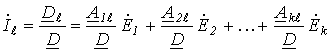 İ_ℓ = D_ℓ/D = A_1ℓ/D Ė_1 + A_2ℓ/D Ė_2 + ... + A_kℓ/D Ė_k